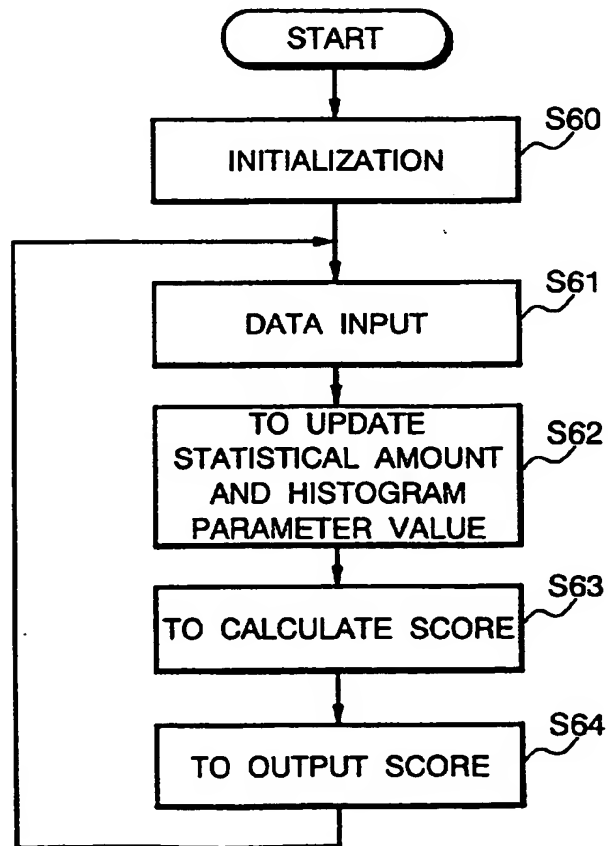 START
S60
INITIALIZATION
S61
DATA INPUT
S62
TO UPDATE
STATISTICAL AMOUNT
AND HISTOGRAM
PARAMETER VALUE
S63
TO CALCULATE SCORE
S64
TO OUTPUT SCORE